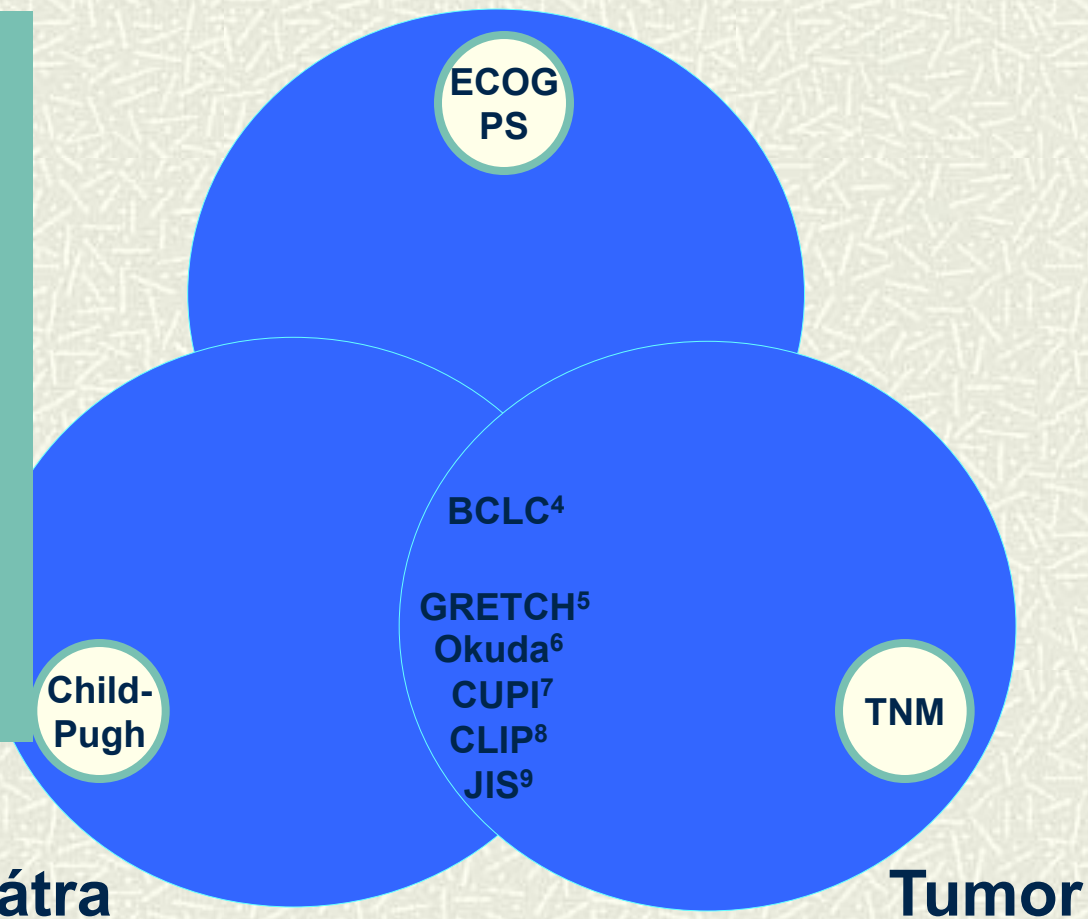 ECOG
PS
BCLC⁴
GRETCH⁵
Okuda⁶
CUPI⁷
CLIP⁸
JIS⁹
Child-
Pugh
TNM
átra
Tumor